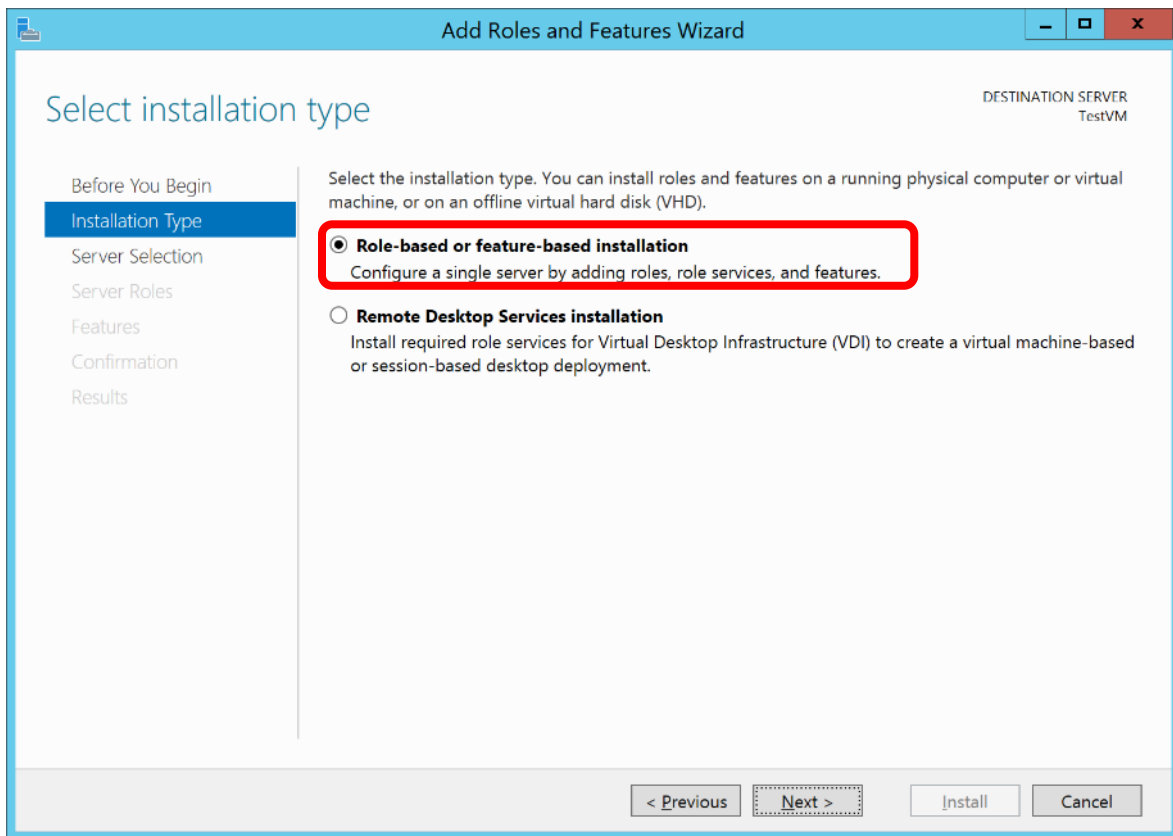 Add Roles and Features Wizard
Select installation type
DESTINATION SERVER
TestVM
Before You Begin
Installation Type
Server Selection
Server Roles
Features
Confirmation
Results
Select the installation type. You can install roles and features on a running physical computer or virtual
machine, or on an offline virtual hard disk (VHD).
Role-based or feature-based installation
Configure a single server by adding roles, role services, and features.
Remote Desktop Services installation
Install required role services for Virtual Desktop Infrastructure (VDI) to create a virtual machine-based
or session-based desktop deployment.
< Previous
Next >
Install
Cancel